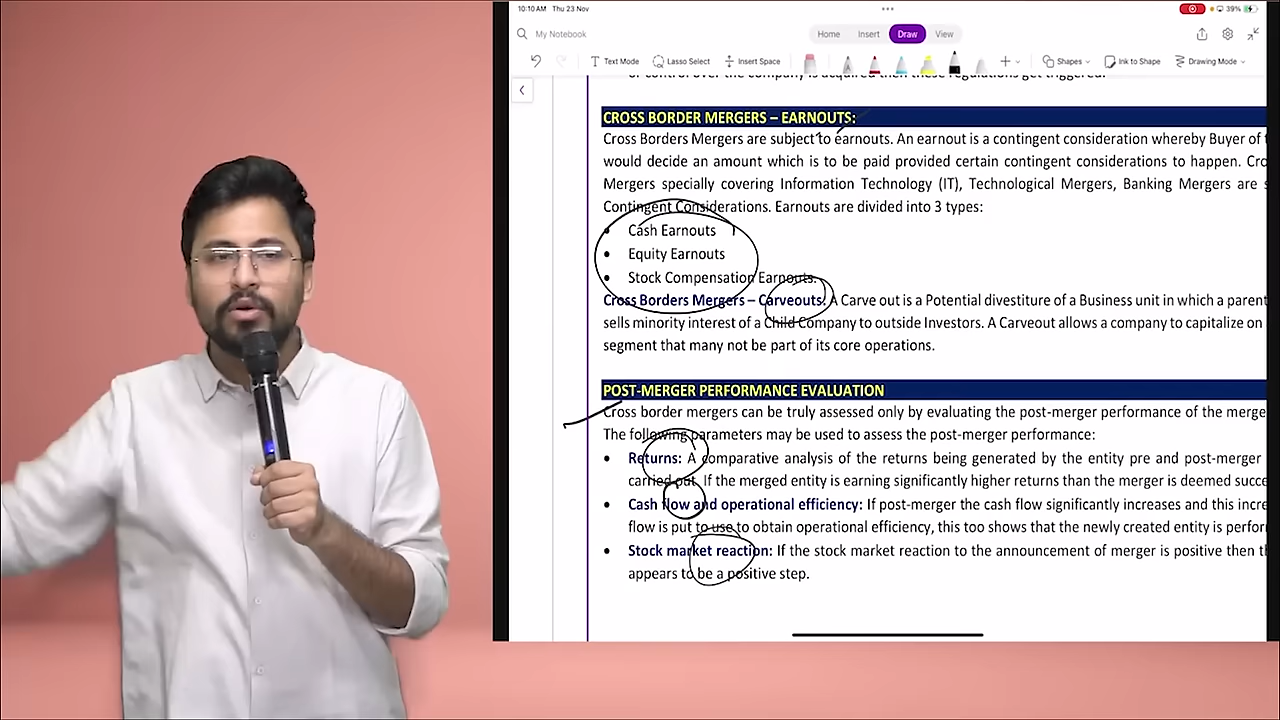 10:10 AM Thu 23 Nov
39%
My Notebook
Home Insert Draw View
Text Mode Lasso Select Insert Space Shapes Ink to Shape Drawing Mode
or control over the company is acquired then these regulations get triggered.
CROSS BORDER MERGERS – EARNOUTS:
Cross Borders Mergers are subject to earnouts. An earnout is a contingent consideration whereby Buyer of
would decide an amount which is to be paid provided certain contingent considerations to happen.
Mergers specially covering Information Technology (IT), Technological Mergers, Banking Mergers are
Contingent Considerations. Earnouts are divided into 3 types:
• Cash Earnouts
• Equity Earnouts
• Stock Compensation Earnouts.
Cross Borders Mergers – Carveouts: A Carve out is a Potential divestiture of a Business unit in which a parent
sells minority interest of a Child Company to outside Investors. A Carveout allows a company to capitalize on
segment that many not be part of its core operations.
POST-MERGER PERFORMANCE EVALUATION
Cross border mergers can be truly assessed only by evaluating the post-merger performance of the
The following parameters may be used to assess the post-merger performance:
• Returns: A comparative analysis of the returns being generated by the entity pre and post-merger
carried out. If the merged entity is earning significantly higher returns than the merger is deemed
• Cash flow and operational efficiency: If post-merger the cash flow significantly increases and this
flow is put to use to obtain operational efficiency, this too shows that the newly created entity is
• Stock market reaction: If the stock market reaction to the announcement of merger is positive then
appears to be a positive step.